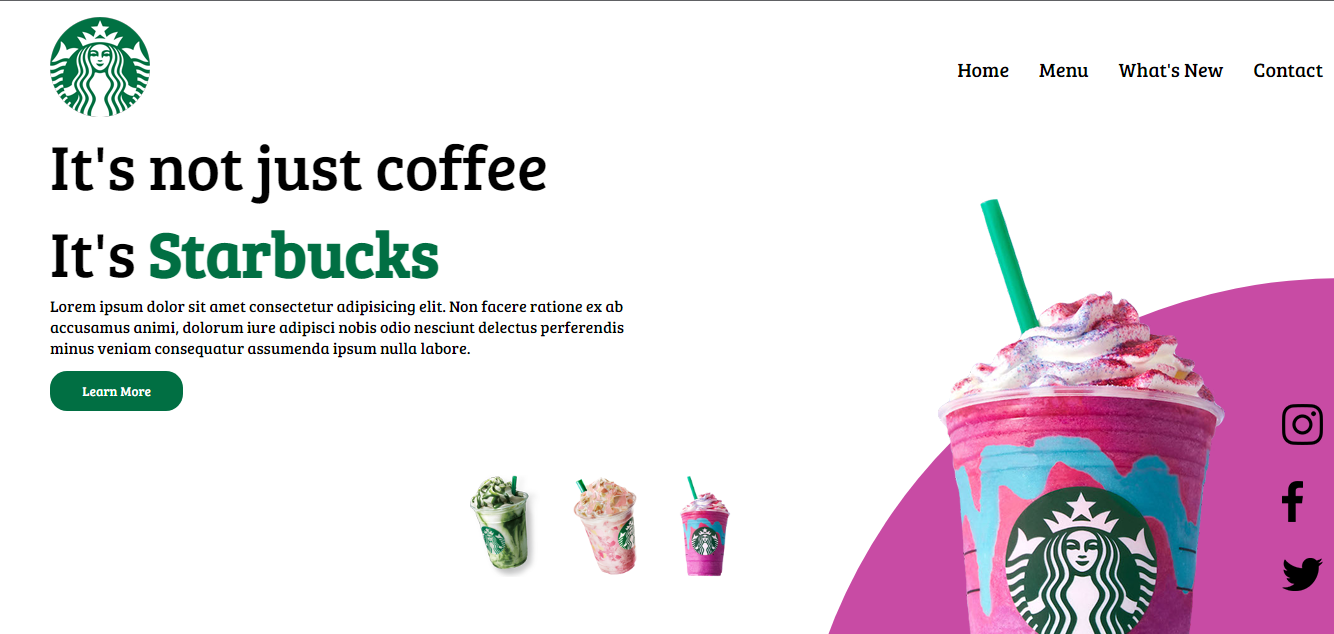 Home Menu What's New Contact
It's not just coffee
It's Starbucks
Lorem ipsum dolor sit amet consectetur adipisicing elit. Non facere ratione ex ab
accusamus animi, dolorum iure adipisci nobis odio nesciunt delectus perferendis
minus veniam consequatur assumenda ipsum nulla labore.
Learn More